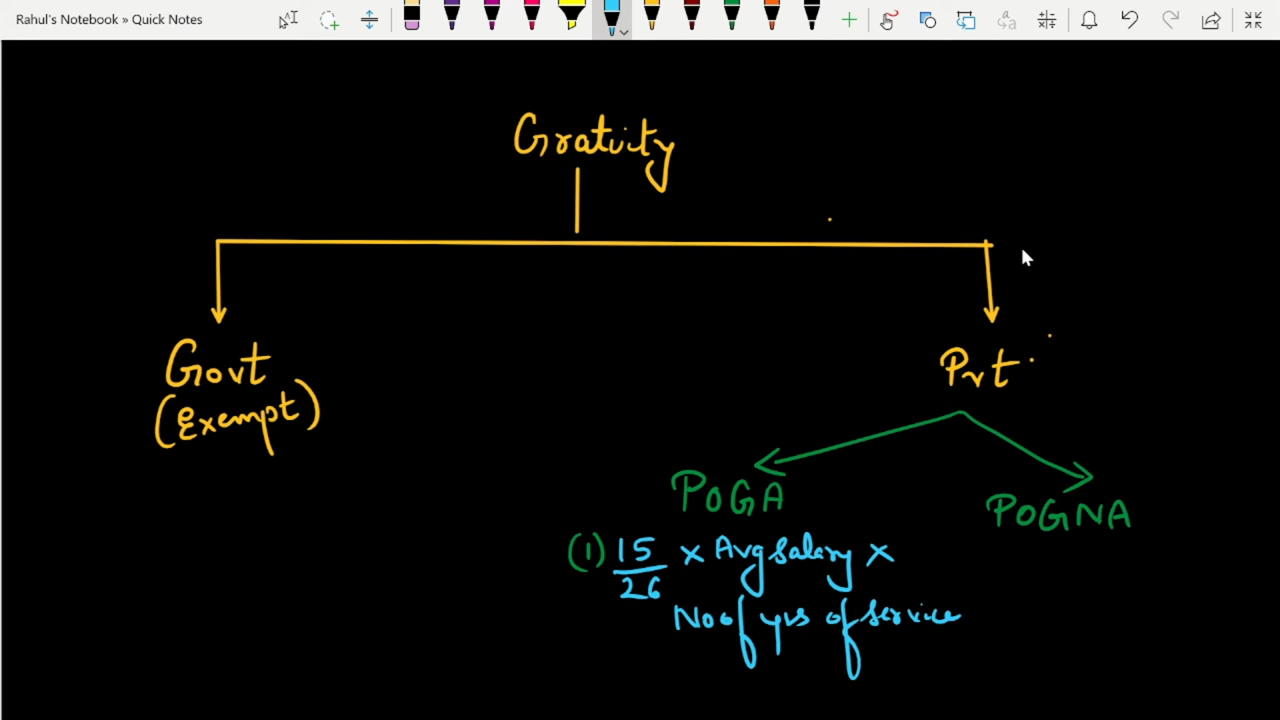 Rahul's Notebook » Quick Notes
Gratuity
Govt
(Exempt)
Pvt
POGA
POGNA
(1) 15/26 × Avg Salary ×
No of yrs of service